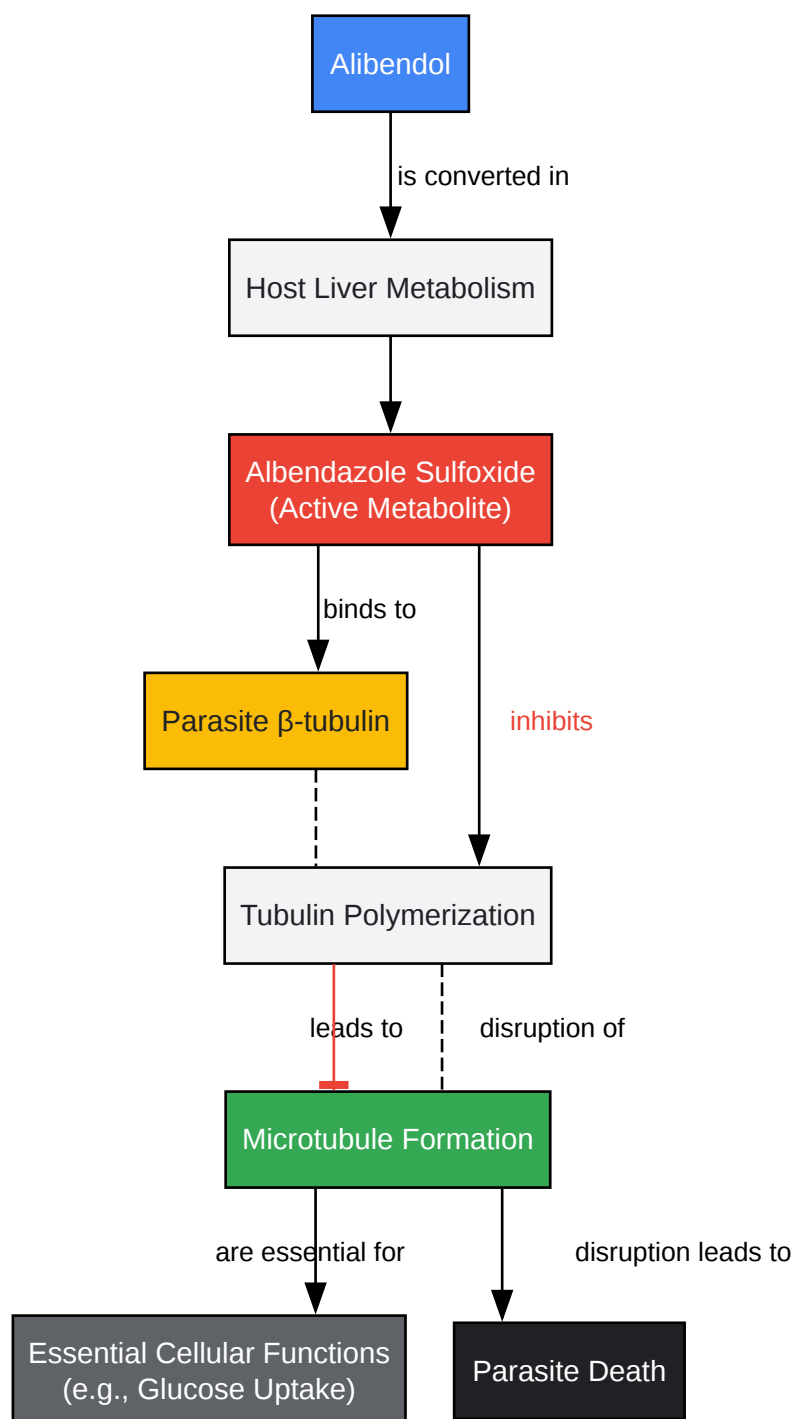 Alibendol
is converted in
Host Liver Metabolism
Albendazole Sulfoxide
(Active Metabolite)
binds to
Parasite β-tubulin
inhibits
Tubulin Polymerization
leads to
disruption of
Microtubule Formation
are essential for
disruption leads to
Essential Cellular Functions
(e.g., Glucose Uptake)
Parasite Death